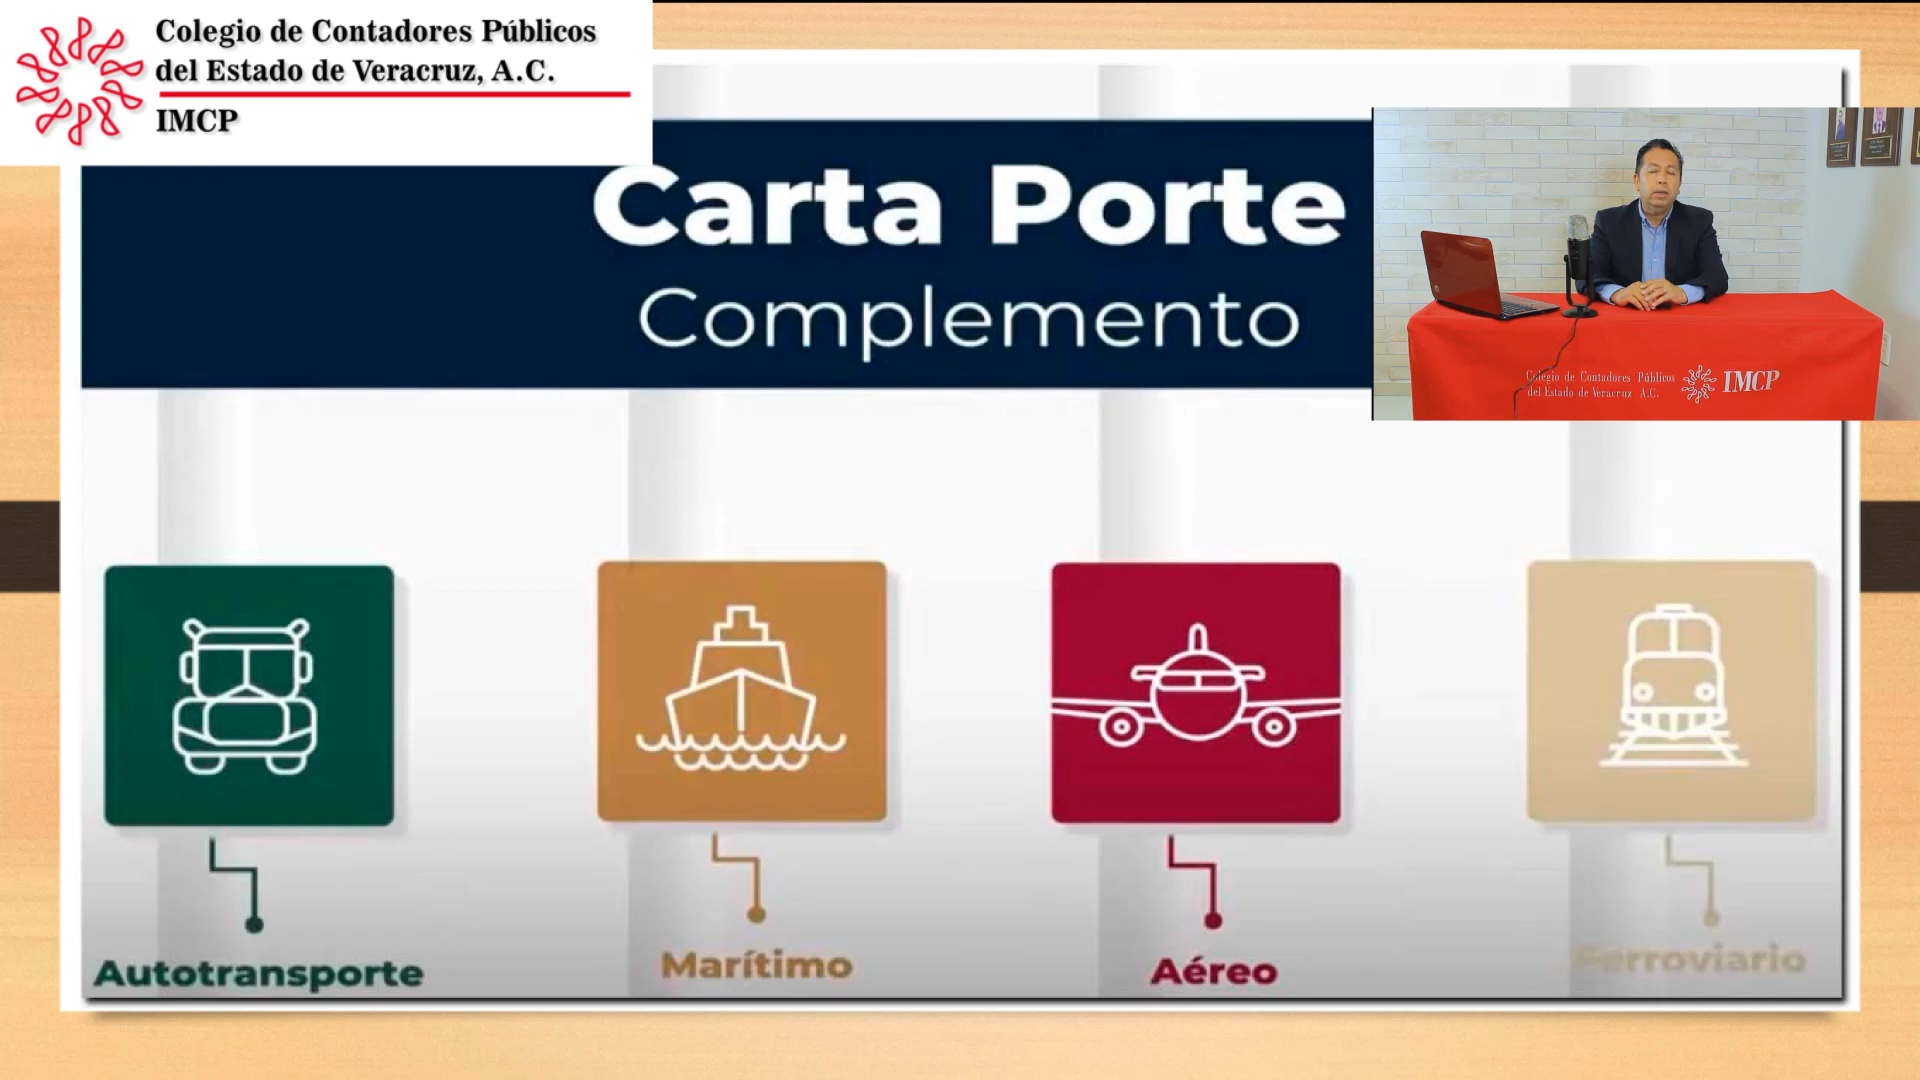 Colegio de Contadores Públicos
del Estado de Veracruz, A.C.
IMCP
Carta Porte
Complemento
Colegio de Contadores Públicos
del Estado de Veracruz A.C.
IMCP
Autotransporte
Marítimo
Aéreo
Ferroviario